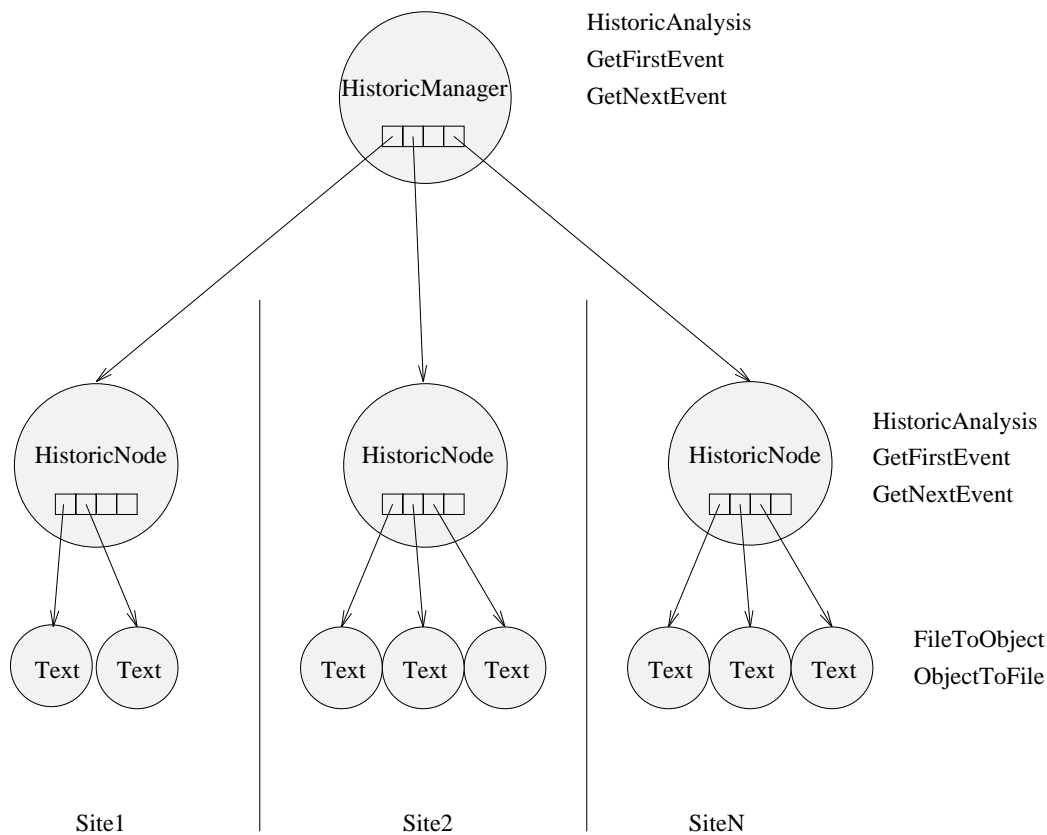 HistoricAnalysis
GetFirstEvent
HistoricManager
GetNextEvent
HistoricNode
HistoricNode
HistoricNode
HistoricAnalysis
GetFirstEvent
GetNextEvent
Text
Text
Text
Text
Text
Text
Text
Text
FileToObject
ObjectToFile
Site1
Site2
SiteN